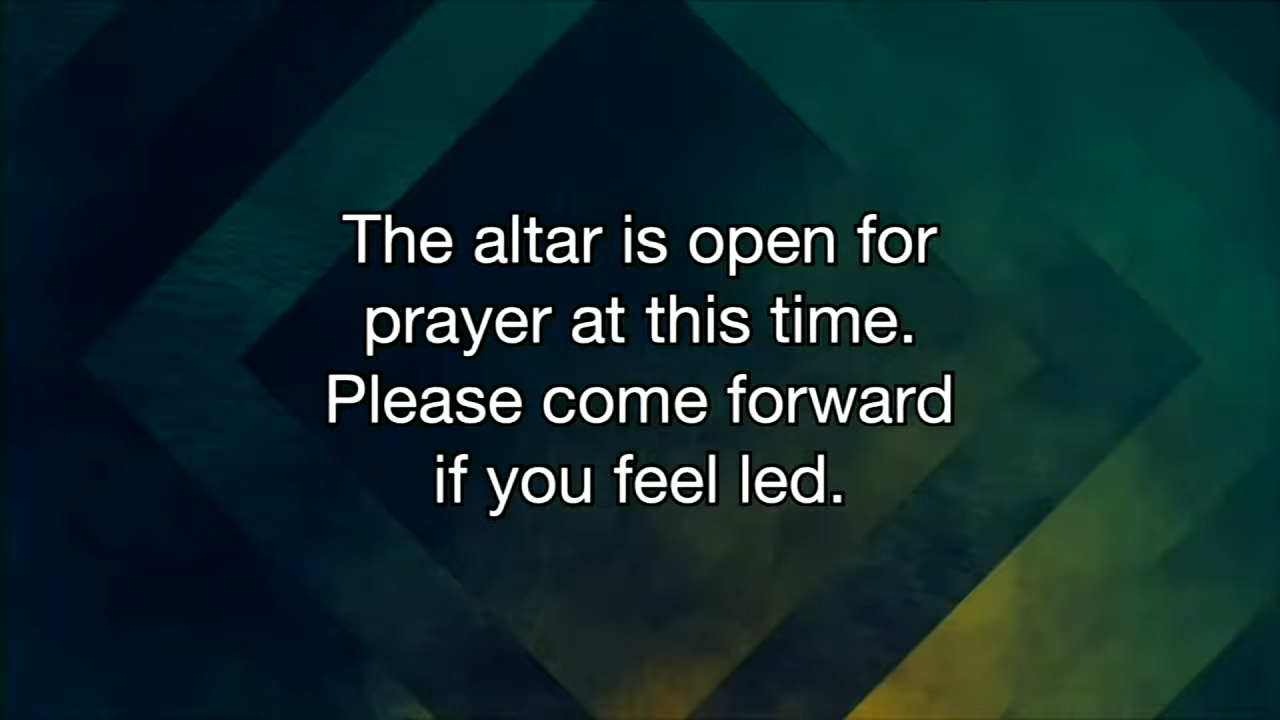 The altar is open for
prayer at this time.
Please come forward
if you feel led.